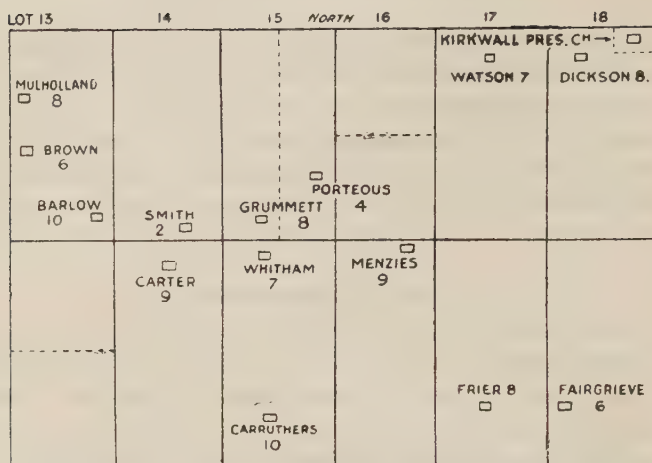 LOT 13 14 15 NORTH 16 17 18
KIRKWALL PRES. CH→
WATSON 7 DICKSON 8.
MULHOLLAND
8
BROWN
6
BARLOW
10
SMITH
2
GRUMMETT
8
PORTEOUS
4
CARTER
9
WHITHAM
7
MENZIES
9
FRIER 8
FAIRGRIEVE
6
CARRUTHERS
10